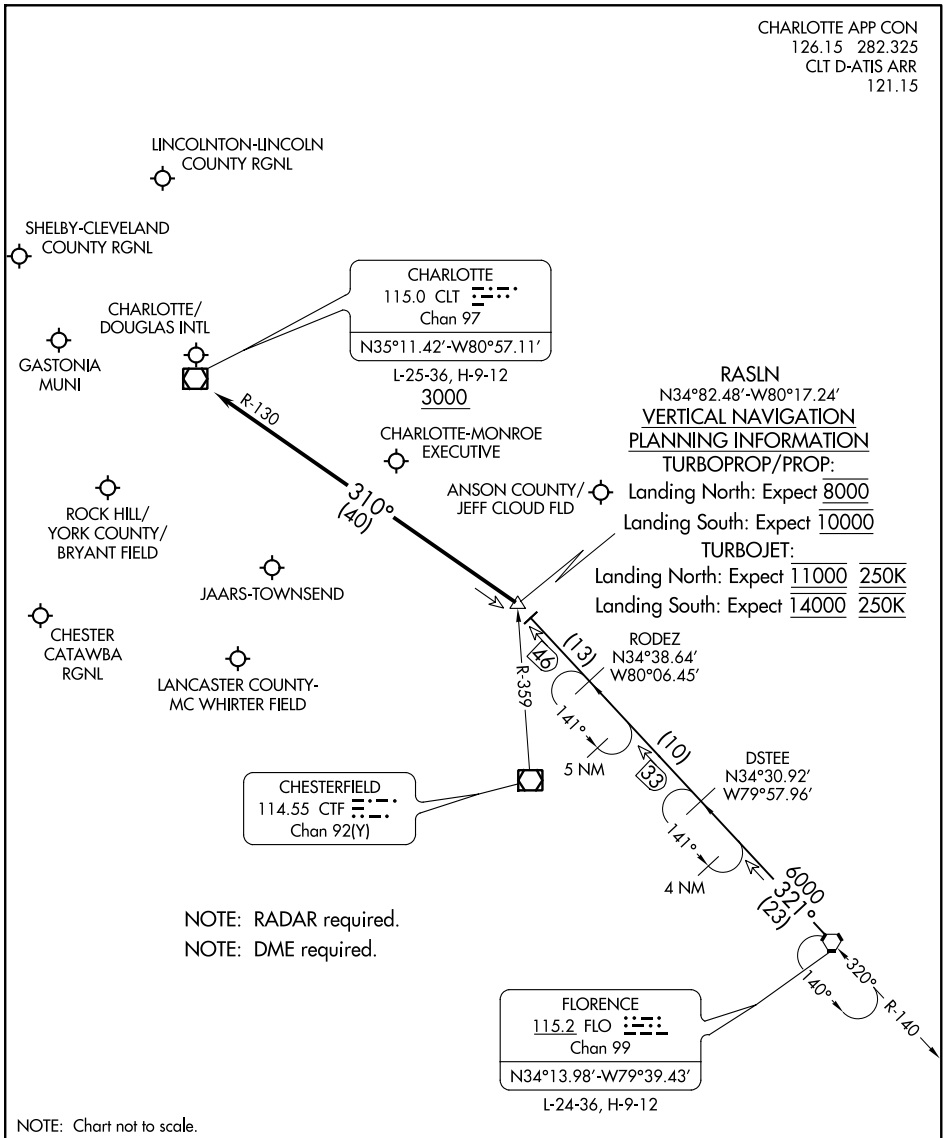 CHARLOTTE APP CON
126.15 282.325
CLT D-ATIS ARR
121.15
LINCOLNTON-LINCOLN
COUNTY RGNL
SHELBY-CLEVELAND
COUNTY RGNL
CHARLOTTE/
DOUGLAS INTL
GASTONIA
MUNI
CHARLOTTE
115.0 CLT
Chan 97
N35°11.42'-W80°57.11'
L-25-36, H-9-12
3000
R-130
310°
(40)
CHARLOTTE-MONROE
EXECUTIVE
ANSON COUNTY/
JEFF CLOUD FLD
RASLN
N34°82.48'-W80°17.24'
VERTICAL NAVIGATION
PLANNING INFORMATION
TURBOPROP/PROP:
Landing North: Expect 8000
Landing South: Expect 10000
TURBOJET:
Landing North: Expect 11000 250K
Landing South: Expect 14000 250K
ROCK HILL/
YORK COUNTY/
BRYANT FIELD
JAARS-TOWNSEND
CHESTER
CATAWBA
RGNL
LANCASTER COUNTY-
MC WHIRTER FIELD
R-359
46
(13)
RODEZ
N34°38.64'
W80°06.45'
141°
5 NM
33
(10)
DSTEE
N34°30.92'
W79°57.96'
141°
4 NM
CHESTERFIELD
114.55 CTF
Chan 92(Y)
6000
321°
(23)
NOTE: RADAR required.
NOTE: DME required.
140°
320°
R-140
FLORENCE
115.2 FLO
Chan 99
N34°13.98'-W79°39.43'
L-24-36, H-9-12
NOTE: Chart not to scale.